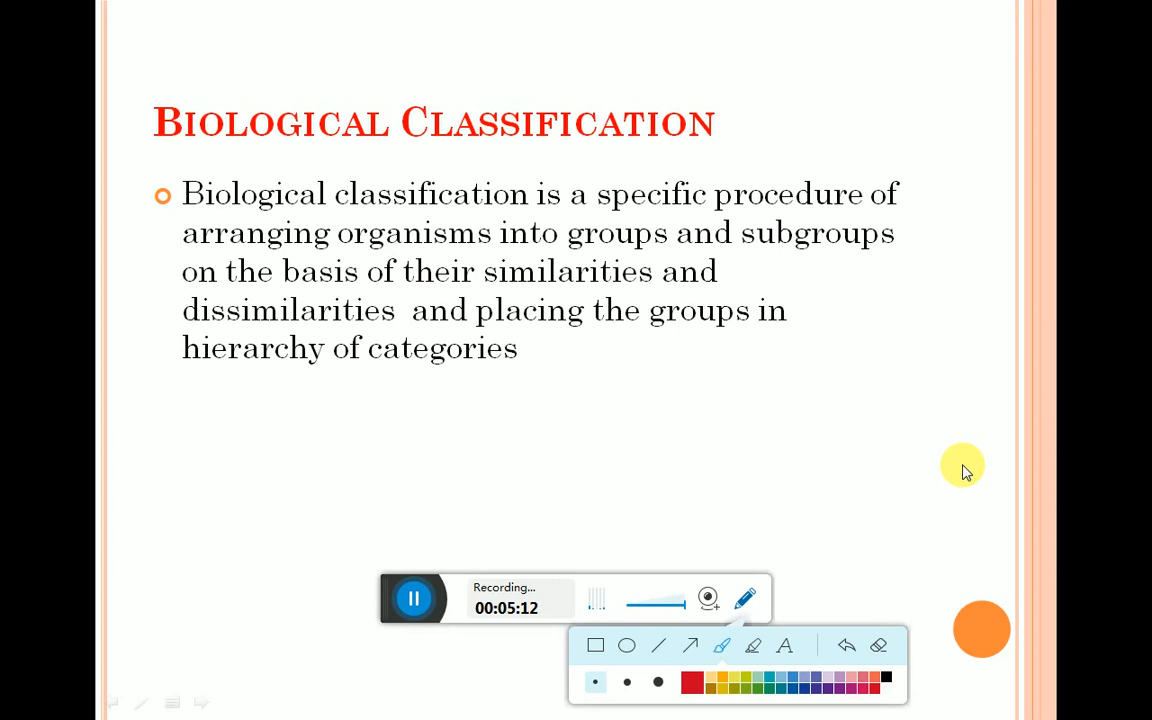 BIOLOGICAL CLASSIFICATION
Biological classification is a specific procedure of
arranging organisms into groups and subgroups
on the basis of their similarities and
dissimilarities and placing the groups in
hierarchy of categories
Recording...
00:05:12
A